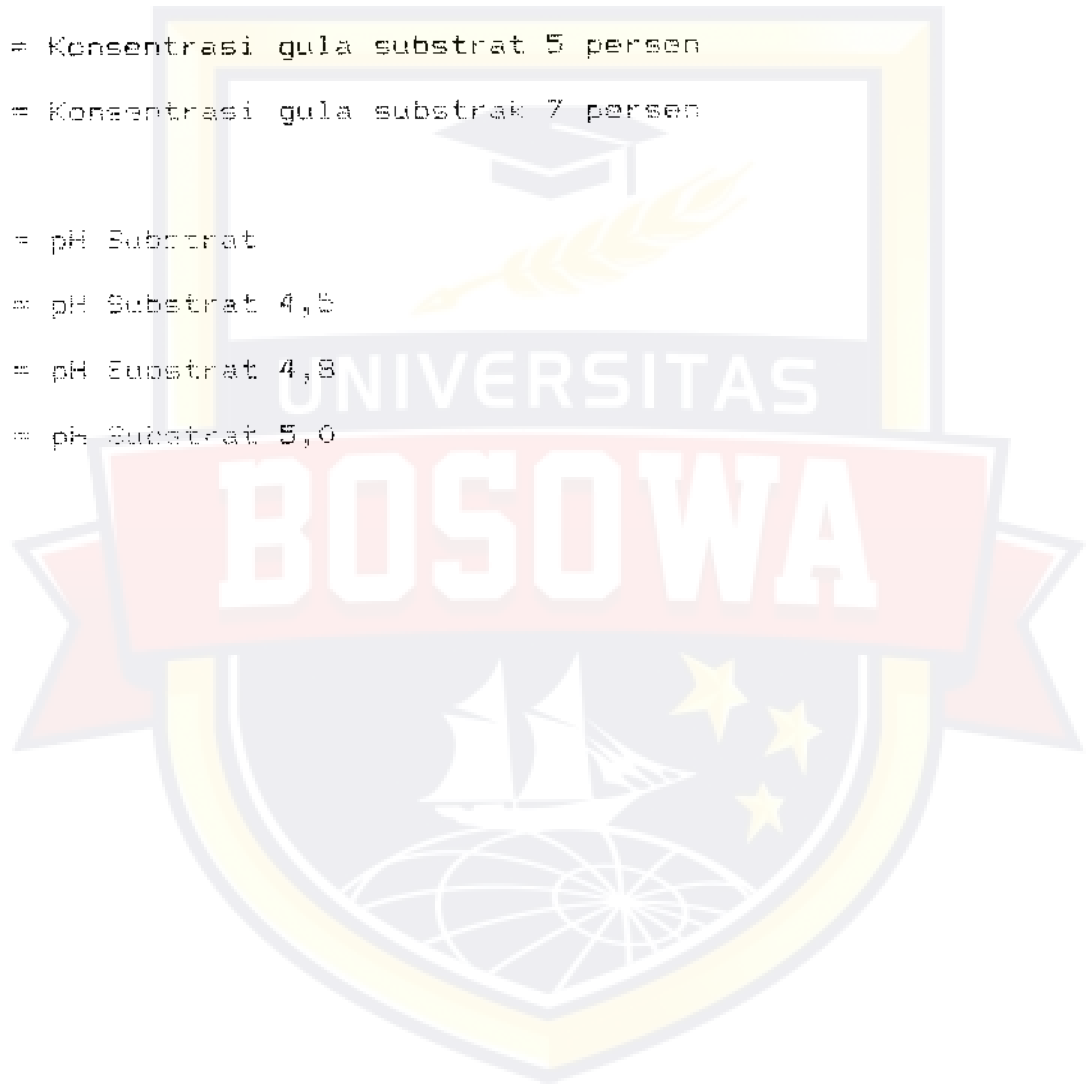 = Konsentrasi gula substrat 5 persen
= Konsentrasi gula substrak 7 persen
= pH Substrat
= pH Substrat 4,5
= pH Substrat 4,8
= pH Substrat 5,0
UNIVERSITAS
BOSOWA